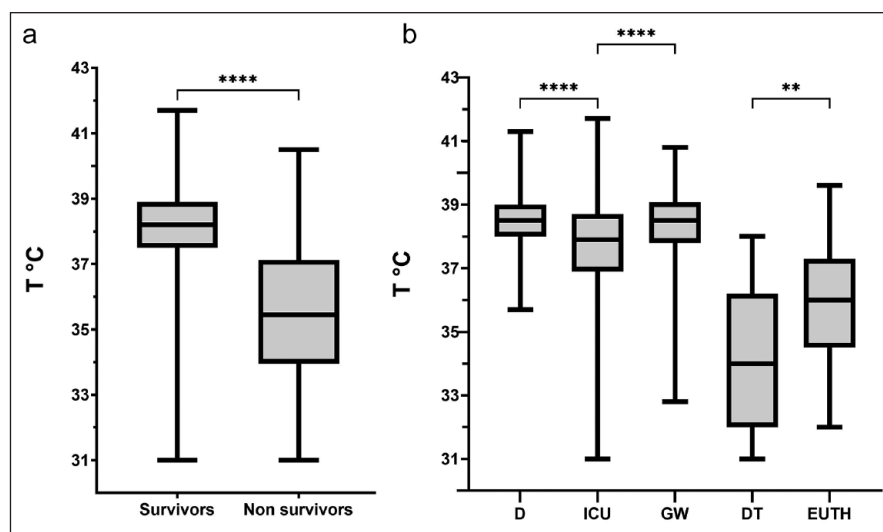 a
b
****
****
****
**
T °C
43
41
39
37
35
33
31
Survivors
Non survivors
T °C
43
41
39
37
35
33
31
D
ICU
GW
DT
EUTH